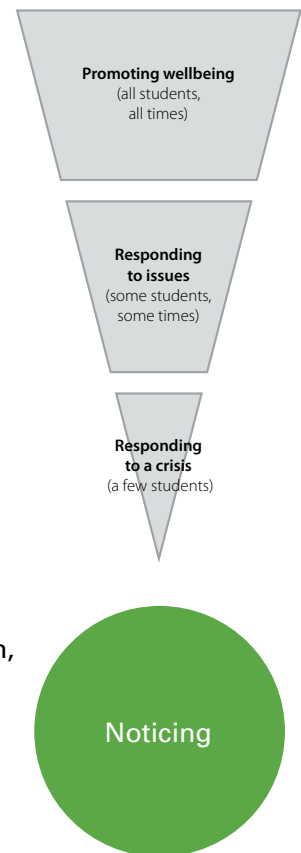 Promoting wellbeing
(all students,
all times)
Responding
to issues
(some students,
some times)
Responding
to a crisis
(a few students)
n,
Noticing